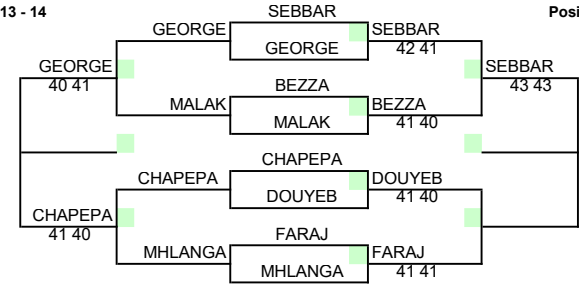 13 - 14
Posi
SEBBAR
GEORGE
SEBBAR
GEORGE
42 41
GEORGE
SEBBAR
40 41
43 43
BEZZA
MALAK
BEZZA
MALAK
41 40
CHAPEPA
CHAPEPA
DOUYEB
DOUYEB
41 40
CHAPEPA
41 40
FARAJ
MHLANGA
FARAJ
MHLANGA
41 41